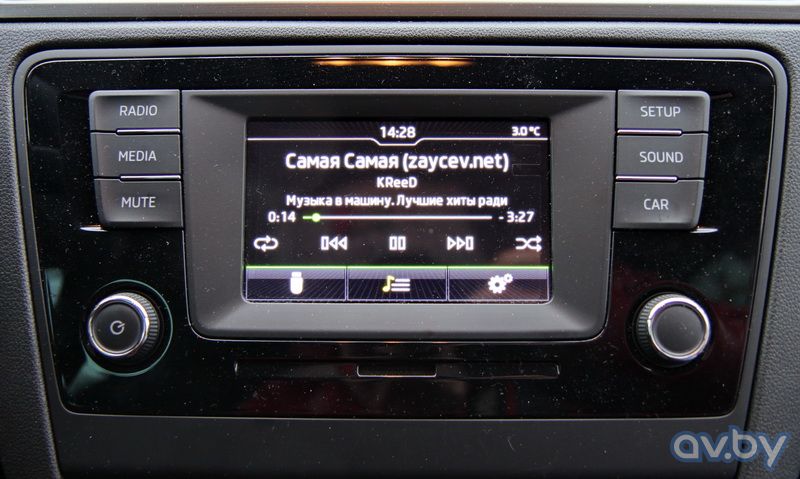 RADIO
MEDIA
MUTE
14:28 3.0°C
Самая Самая (zaycev.net)
KReeD
Музыка в машину. Лучшие хиты ради
0:14 - 3:27
SETUP
SOUND
CAR
av.by